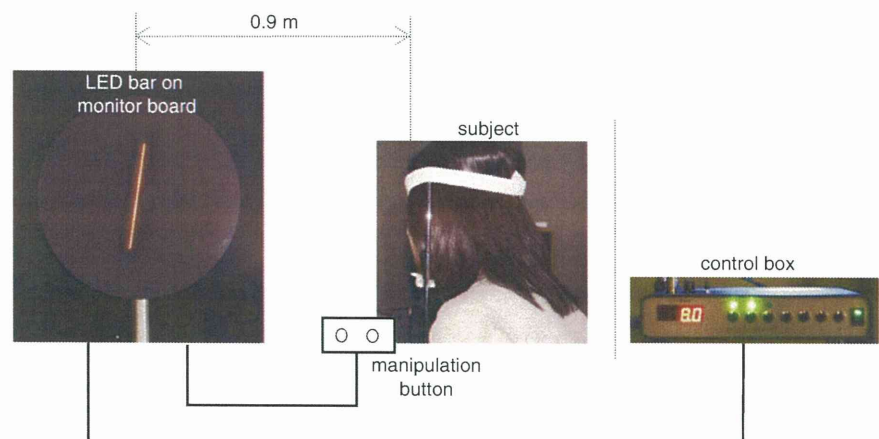 0.9 m
LED bar on
monitor board
subject
control box
8.0
manipulation
button